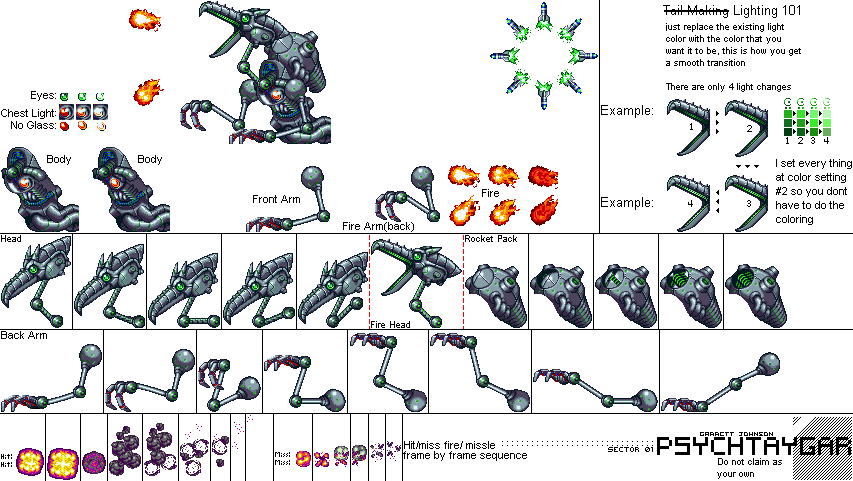 Tail Making Lighting 101
just replace the existing light
color with the color that you
want it to be, this is how you get
a smooth transition
There are only 4 light changes
Eyes:
Chest Light:
No Glass:
Example:
1
2
1 2 3 4
Body
Body
Front Arm
Fire Arm(back)
Fire
Example:
4
3
I set every thing
at color setting
#2 so you dont
have to do the
coloring
Head
Fire Head
Rocket Pack
Back Arm
Hit:
Hit:
Miss:
Miss:
Hit/miss fire/ missle
frame by frame sequence
GARRETT JOHNSON
SECTOR 01
PSYCHTAYGAR
Do not claim as
your own